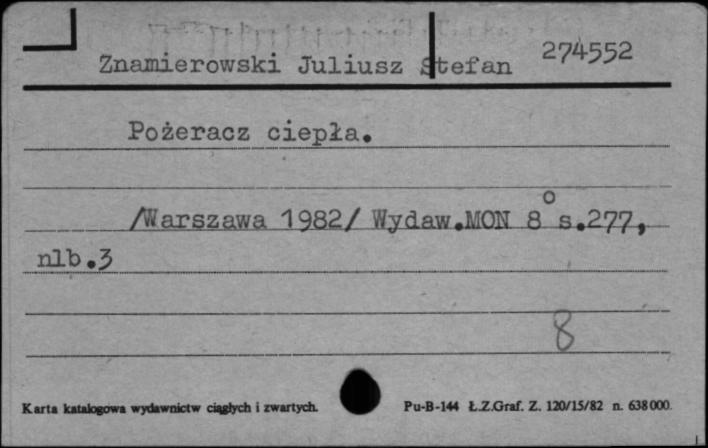 Znamierowski Juliusz Stefan 274552
Pożeracz ciepła.
/Warszawa 1982/ Wydaw.MON 8° s.277,
nlb.3
8
Karta katalogowa wydawnictw ciągłych i zwartych. Pu-B-144 Ł.Z.Graf. Z. 120/15/82 n. 638000.